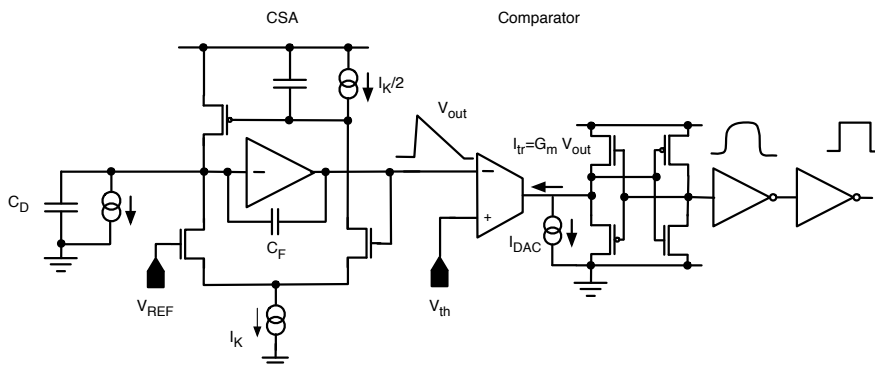 CSA
Comparator
I_K/2
V_out
I_tr=G_m V_out
−
−
+
C_D
C_F
I_DAC
V_REF
V_th
I_K